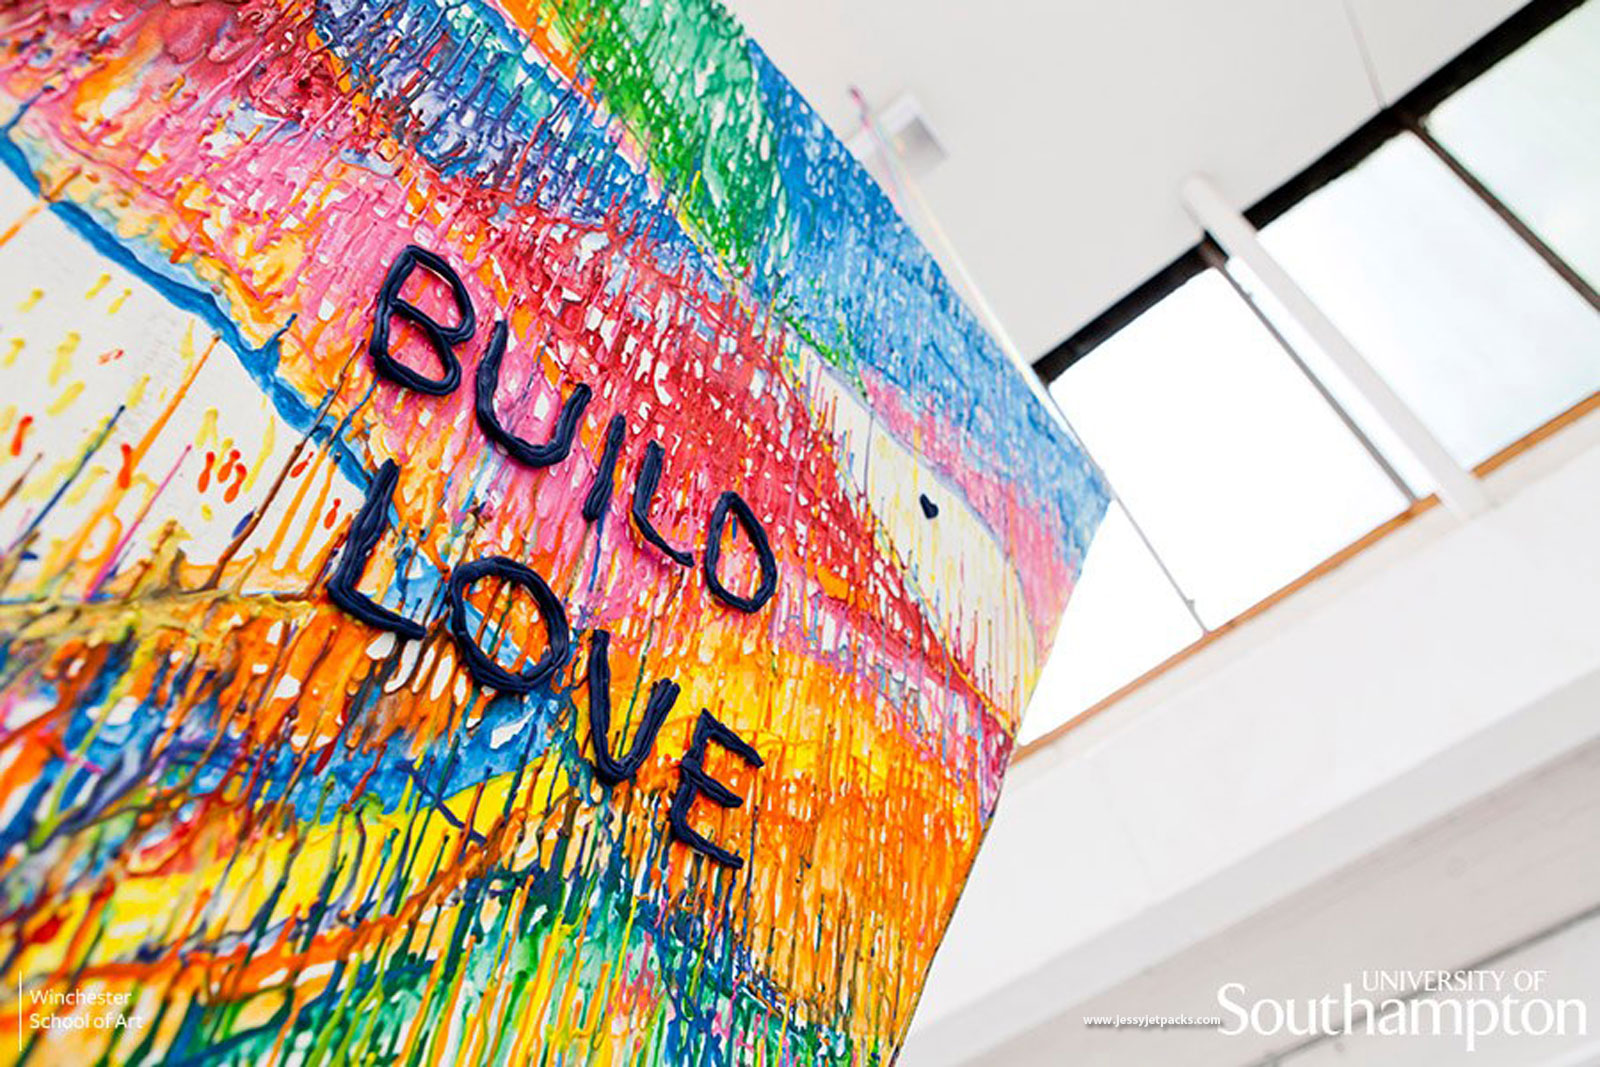 BUILD
LOVE
Winchester
School of Art
www.jessyjetpacks.com
UNIVERSITY OF
Southampton